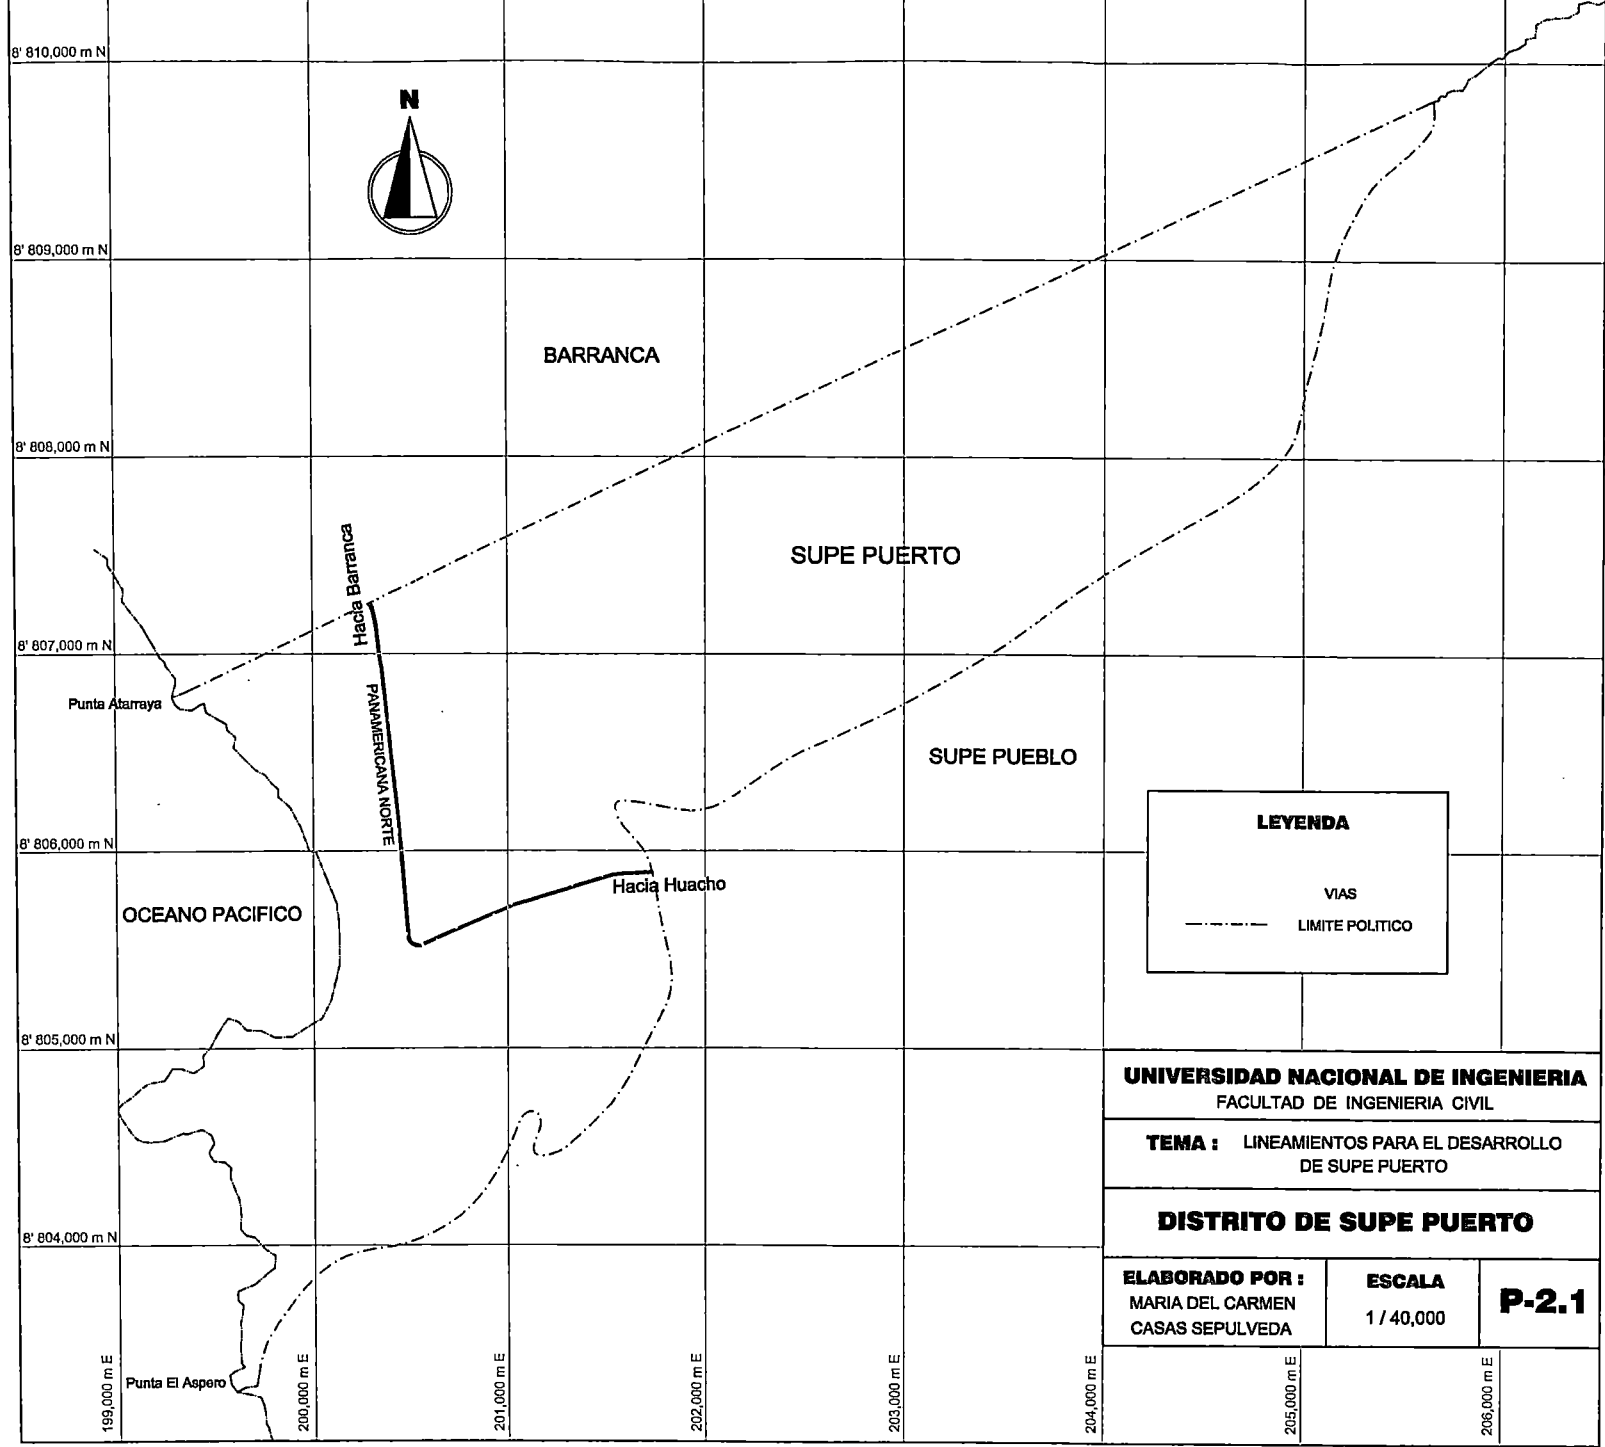 8' 810,000 m N
N
8' 809,000 m N
BARRANCA
8' 808,000 m N
Hacia Barranca
SUPE PUERTO
8' 807,000 m N
Punta Atarraya
PANAMERICANA NORTE
SUPE PUEBLO
8' 806,000 m N
Hacia Huacho
OCEANO PACIFICO
LEYENDA
VIAS
LIMITE POLITICO
8' 805,000 m N
8' 804,000 m N
Punta El Aspero
199,000 m E
200,000 m E
201,000 m E
202,000 m E
203,000 m E
204,000 m E
205,000 m E
206,000 m E
UNIVERSIDAD NACIONAL DE INGENIERIA
FACULTAD DE INGENIERIA CIVIL
TEMA : LINEAMIENTOS PARA EL DESARROLLO
DE SUPE PUERTO
DISTRITO DE SUPE PUERTO
ELABORADO POR :
MARIA DEL CARMEN
CASAS SEPULVEDA
ESCALA
1 / 40,000
P-2.1